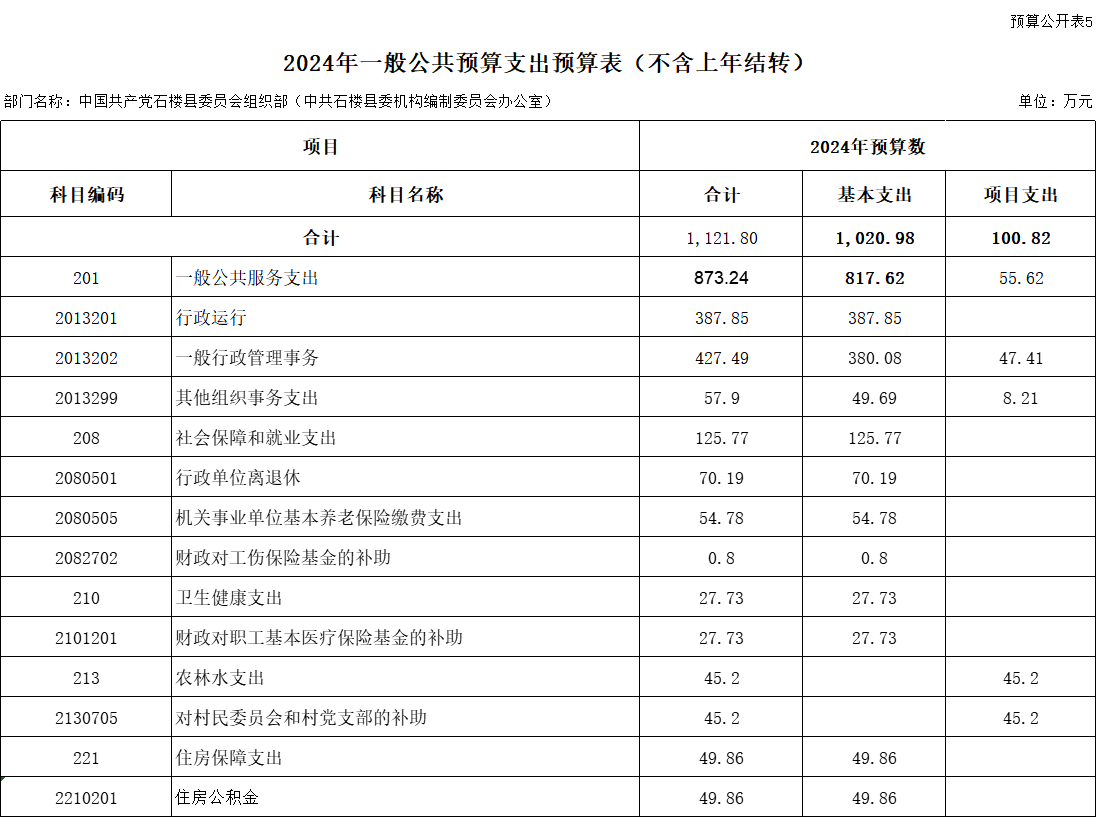 预算公开表5
2024年一般公共预算支出预算表（不含上年结转）
部门名称：中国共产党石楼县委员会组织部（中共石楼县委机构编制委员会办公室） 单位：万元
项目 2024年预算数
科目编码 科目名称 合计 基本支出 项目支出
合计 1,121.80 1,020.98 100.82
201 一般公共服务支出 873.24 817.62 55.62
2013201 行政运行 387.85 387.85
2013202 一般行政管理事务 427.49 380.08 47.41
2013299 其他组织事务支出 57.9 49.69 8.21
208 社会保障和就业支出 125.77 125.77
2080501 行政单位离退休 70.19 70.19
2080505 机关事业单位基本养老保险缴费支出 54.78 54.78
2082702 财政对工伤保险基金的补助 0.8 0.8
210 卫生健康支出 27.73 27.73
2101201 财政对职工基本医疗保险基金的补助 27.73 27.73
213 农林水支出 45.2 45.2
2130705 对村民委员会和村党支部的补助 45.2 45.2
221 住房保障支出 49.86 49.86
2210201 住房公积金 49.86 49.86